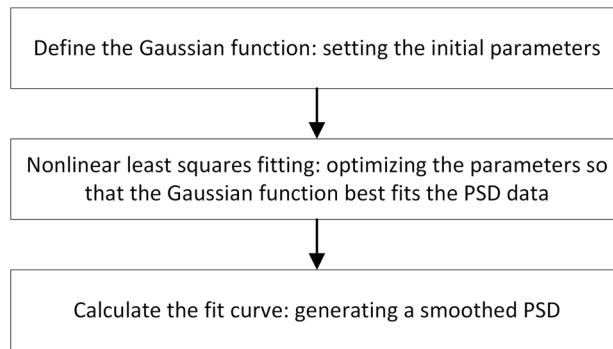 Define the Gaussian function: setting the initial parameters
Nonlinear least squares fitting: optimizing the parameters so
that the Gaussian function best fits the PSD data
Calculate the fit curve: generating a smoothed PSD